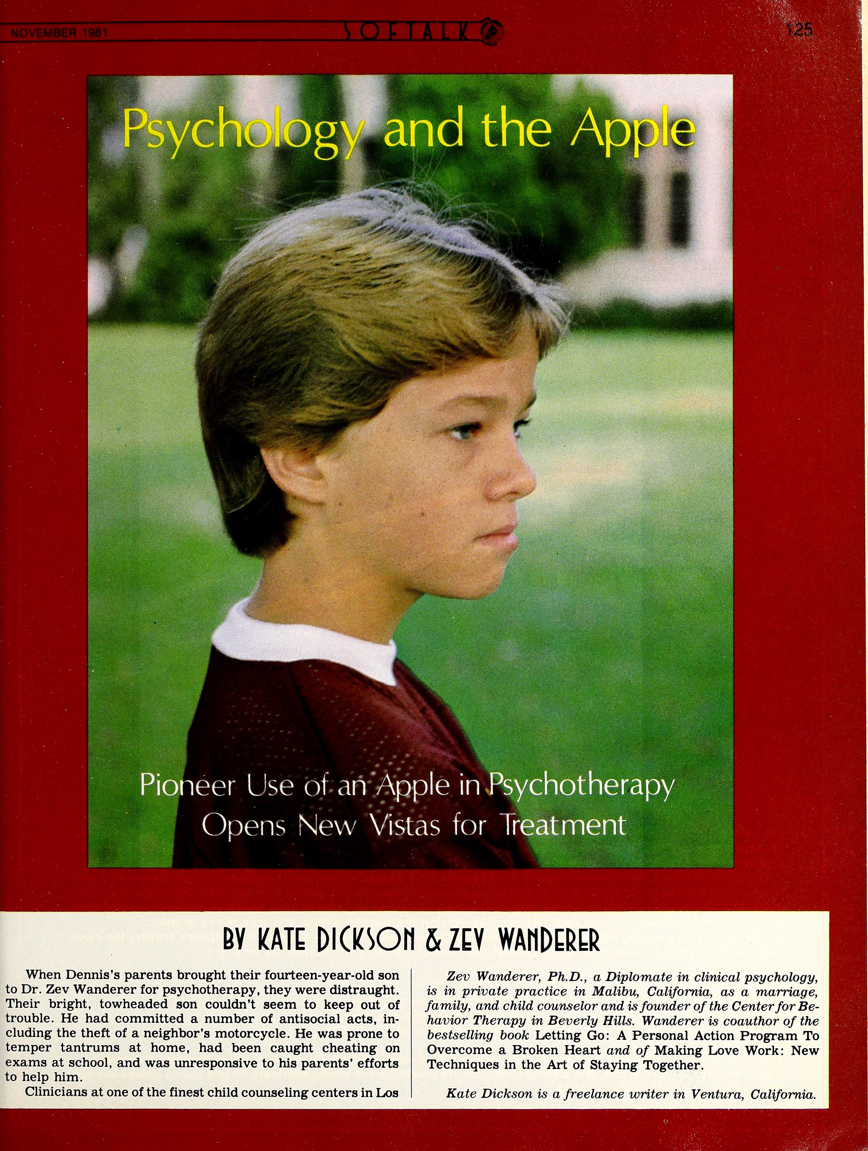 NOVEMBER 1981
SOFTALK
125
Psychology and the Apple
Pioneer Use of an Apple in Psychotherapy
Opens New Vistas for Treatment
BY KATE DICKSON & ZEV WANDERER
When Dennis's parents brought their fourteen-year-old son
to Dr. Zev Wanderer for psychotherapy, they were distraught.
Their bright, towheaded son couldn't seem to keep out of
trouble. He had committed a number of antisocial acts, in-
cluding the theft of a neighbor's motorcycle. He was prone to
temper tantrums at home, had been caught cheating on
exams at school, and was unresponsive to his parents' efforts
to help him.
Clinicians at one of the finest child counseling centers in Los
Zev Wanderer, Ph.D., a Diplomate in clinical psychology,
is in private practice in Malibu, California, as a marriage,
family, and child counselor and is founder of the Center for Be-
havior Therapy in Beverly Hills. Wanderer is coauthor of the
bestselling book Letting Go: A Personal Action Program To
Overcome a Broken Heart and of Making Love Work: New
Techniques in the Art of Staying Together.
Kate Dickson is a freelance writer in Ventura, California.